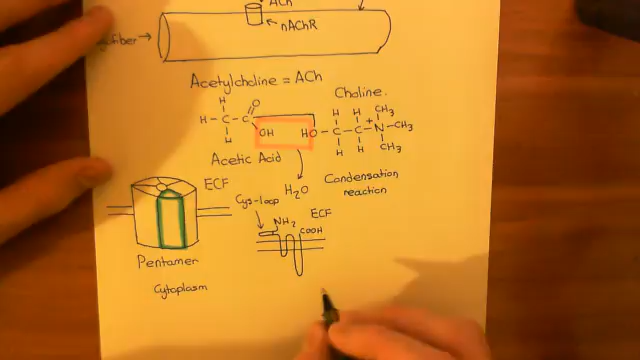 ACh
nAChR
fiber
Acetylcholine = ACh
Choline.
H
H - C - C
O
OH
H
HO - C - C - N - CH3
H H + CH3
H H CH3
Acetic Acid
H2O
Condensation
reaction
ECF
Cys-loop
NH2
ECF
COOH
Pentamer
Cytoplasm